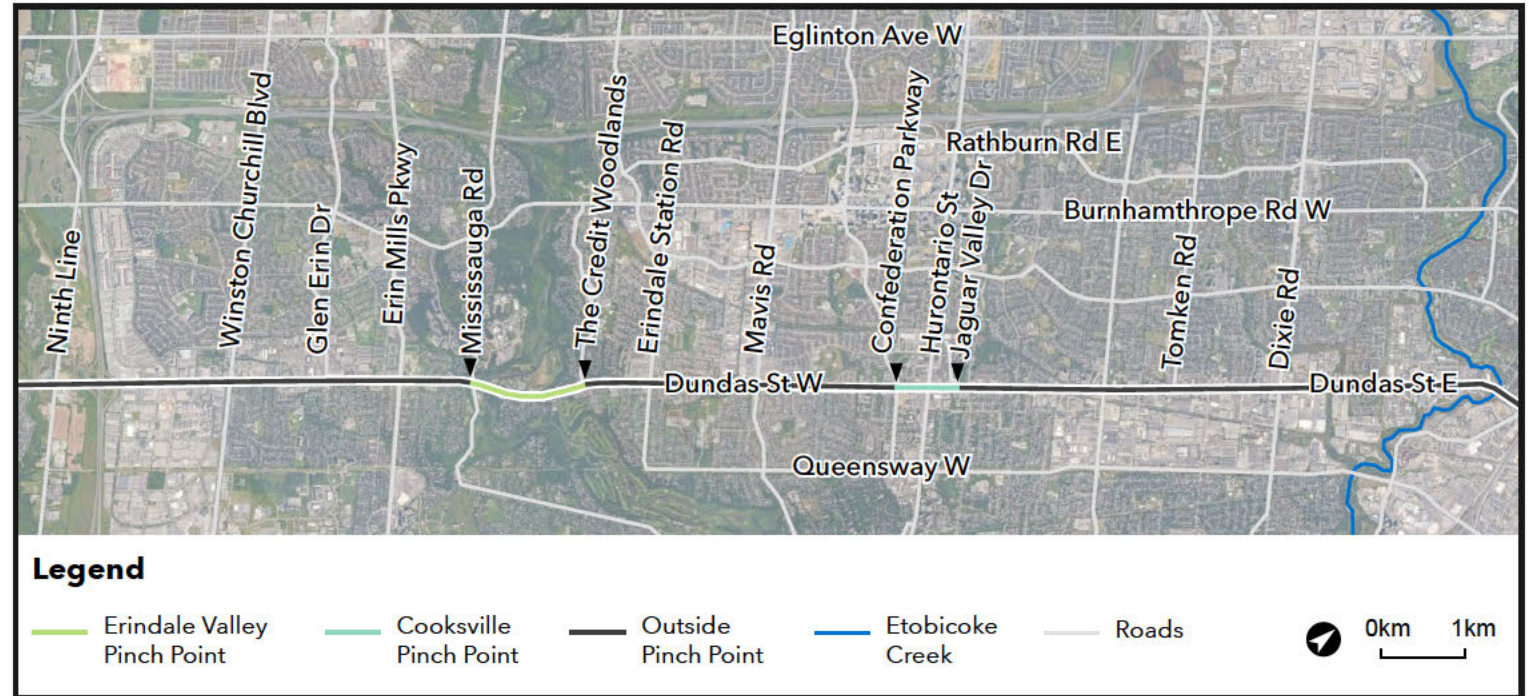 Eglinton Ave W
Ninth Line
Winston Churchill Blvd
Glen Erin Dr
Erin Mills Pkwy
Mississauga Rd
The Credit Woodlands
Erindale Station Rd
Mavis Rd
Confederation Parkway
Hurontario St
Jaguar Valley Dr
Rathburn Rd E
Burnhamthrope Rd W
Tomken Rd
Dixie Rd
Dundas St W
Dundas St E
Queensway W
Legend
Erindale Valley
Pinch Point
Cooksville
Pinch Point
Outside
Pinch Point
Etobicoke
Creek
Roads
0km 1km